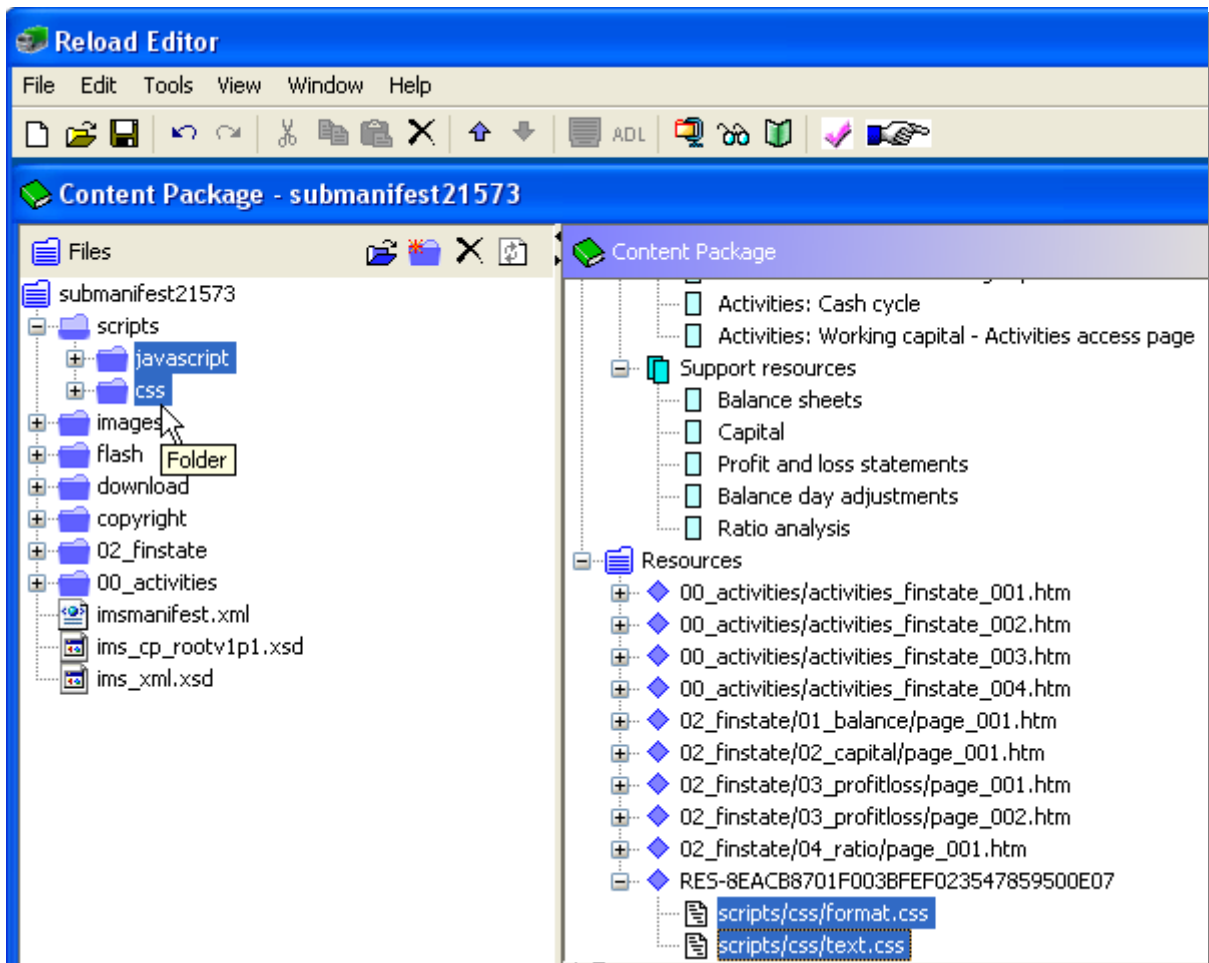 Reload Editor
File Edit Tools View Window Help
ADL
Content Package - submanifest21573
Files
submanifest21573
scripts
javascript
css
images
flash
Folder
download
copyright
02_finstate
00_activities
imsmanifest.xml
ims_cp_rootv1p1.xsd
ims_xml.xsd
Content Package
Activities: Cash cycle
Activities: Working capital - Activities access page
Support resources
Balance sheets
Capital
Profit and loss statements
Balance day adjustments
Ratio analysis
Resources
00_activities/activities_finstate_001.htm
00_activities/activities_finstate_002.htm
00_activities/activities_finstate_003.htm
00_activities/activities_finstate_004.htm
02_finstate/01_balance/page_001.htm
02_finstate/02_capital/page_001.htm
02_finstate/03_profitloss/page_001.htm
02_finstate/03_profitloss/page_002.htm
02_finstate/04_ratio/page_001.htm
RES-8EACB8701F003BFEF023547859500E07
scripts/css/format.css
scripts/css/text.css